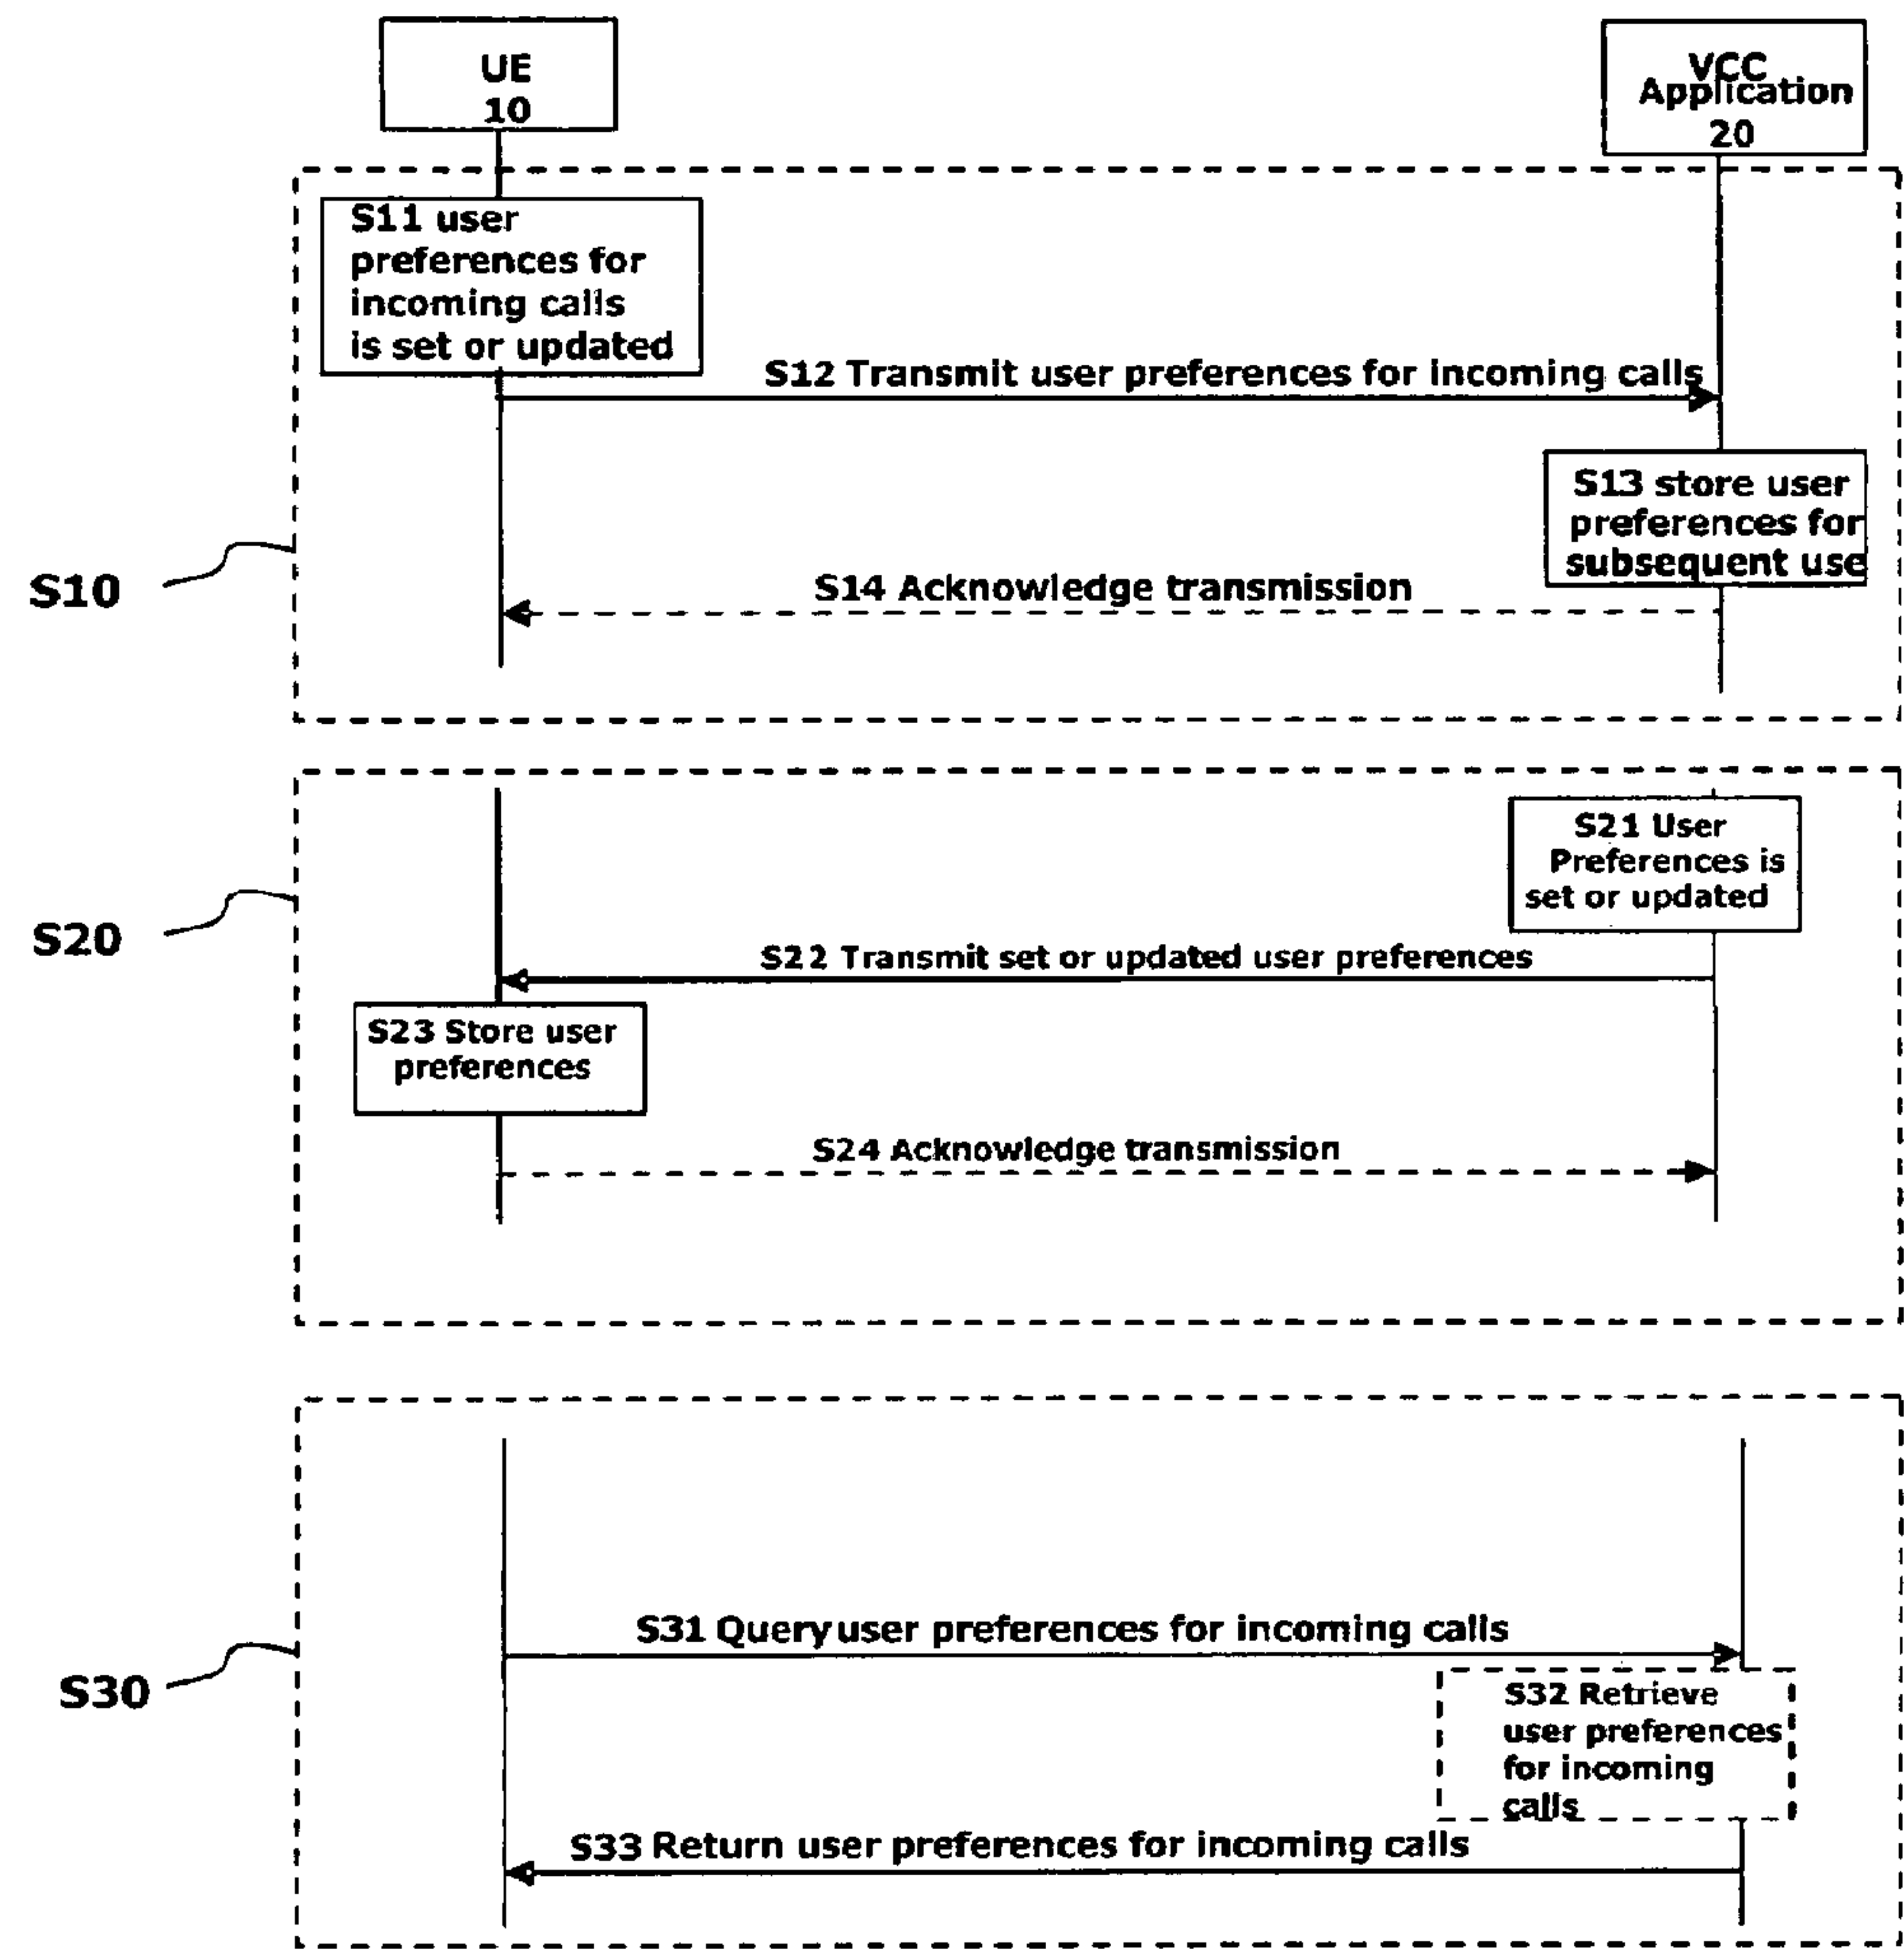 UE
10
VCC
Application
20
S11 user
preferences for
incoming calls
is set or updated
S12 Transmit user preferences for incoming calls
S13 store user
preferences for
subsequent use
S10
S14 Acknowledge transmission
S21 User
Preferences is
set or updated
S20
S22 Transmit set or updated user preferences
S23 Store user
preferences
S24 Acknowledge transmission
S31 Query user preferences for incoming calls
S30
S32 Retrieve
user preferences
for incoming
calls
S33 Return user preferences for incoming calls